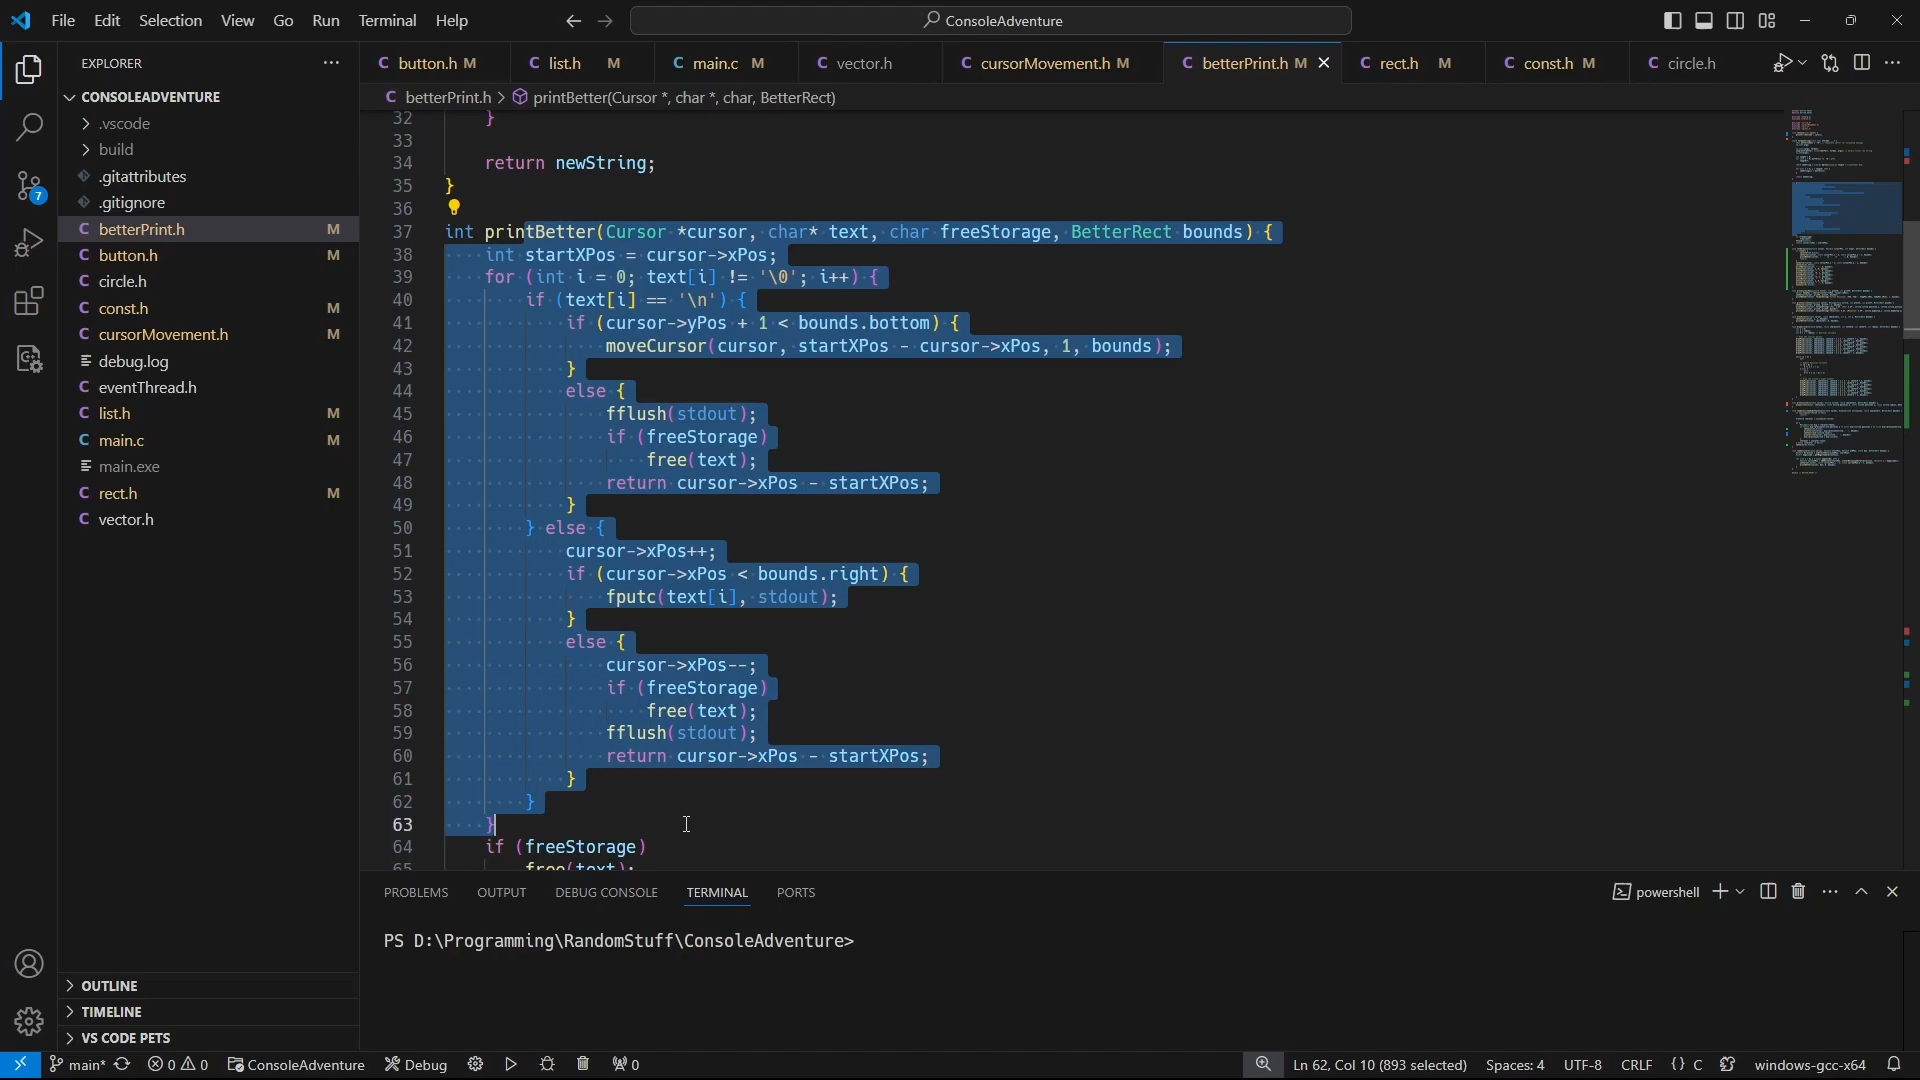 File Edit Selection View Go Run Terminal Help
ConsoleAdventure
EXPLORER
button.h M
list.h M
main.c M
vector.h
cursorMovement.h M
betterPrint.h M
rect.h M
const.h M
circle.h
CONSOLEADVENTURE
.vscode
build
.gitattributes
.gitignore
betterPrint.h M
button.h M
circle.h
const.h M
cursorMovement.h M
debug.log
eventThread.h
list.h M
main.c M
main.exe
rect.h M
vector.h
7
OUTLINE
TIMELINE
VS CODE PETS
betterPrint.h > printBetter(Cursor *, char *, char, BetterRect)
32 }
33
34 return newString;
35 }
36
37 int printBetter(Cursor *cursor, char* text, char freeStorage, BetterRect bounds) {
38 int startXPos = cursor->xPos;
39 for (int i = 0; text[i] != '\0'; i++) {
40 if (text[i] == '\n') {
41 if (cursor->yPos + 1 < bounds.bottom) {
42 moveCursor(cursor, startXPos - cursor->xPos, 1, bounds);
43 }
44 else {
45 fflush(stdout);
46 if (freeStorage)
47 free(text);
48 return cursor->xPos - startXPos;
49 }
50 } else {
51 cursor->xPos++;
52 if (cursor->xPos < bounds.right) {
53 fputc(text[i], stdout);
54 }
55 else {
56 cursor->xPos--;
57 if (freeStorage)
58 free(text);
59 fflush(stdout);
60 return cursor->xPos - startXPos;
61 }
62 }
63 }
64 if (freeStorage)
65 free(text);
PROBLEMS OUTPUT DEBUG CONSOLE TERMINAL PORTS
powershell
PS D:\Programming\RandomStuff\ConsoleAdventure>
main* 0 0 ConsoleAdventure Debug 0
Ln 62, Col 10 (893 selected) Spaces: 4 UTF-8 CRLF {} C windows-gcc-x64